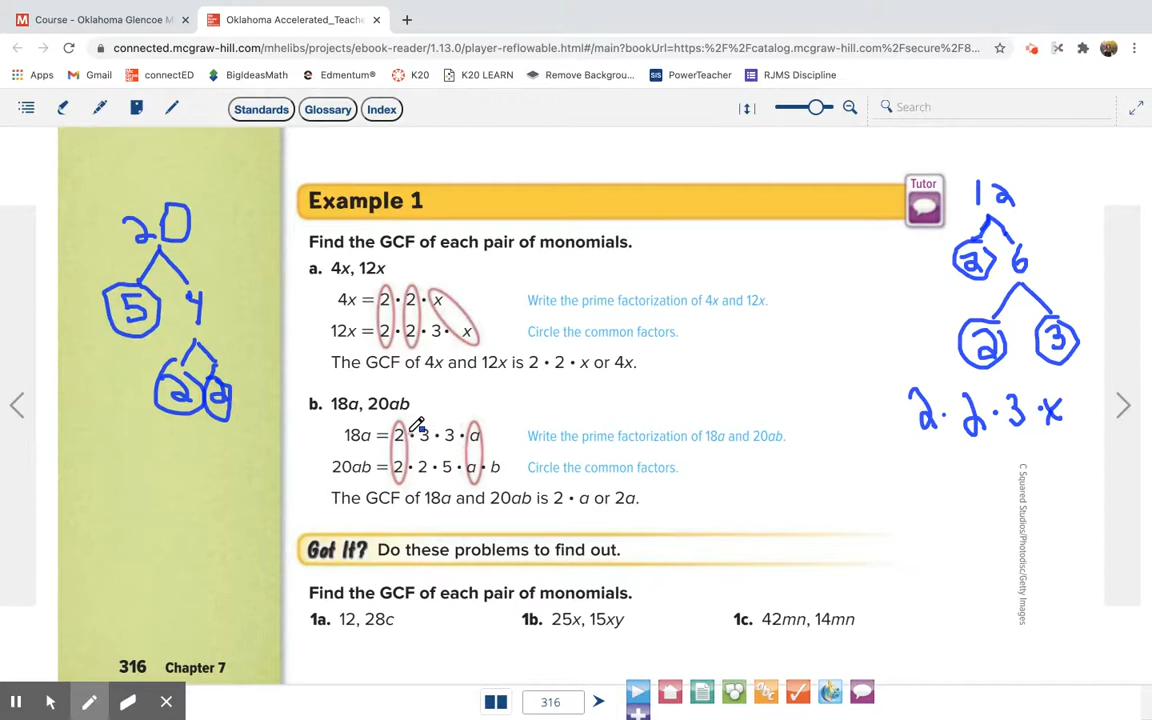 Course - Oklahoma Glencoe M
Oklahoma Accelerated_Teache
connected.mcgraw-hill.com/mhelibs/projects/ebook-reader/1.13.0/player-reflowable.html#/main?bookUrl=https:%2F%2Fcatalog.mcgraw-hill.com%2Fsecure%2F8...
Apps Gmail connectED BigIdeasMath Edmentum® K20 K20 LEARN Remove Backgrou... PowerTeacher RJMS Discipline
Standards Glossary Index Search
Example 1
Tutor
Find the GCF of each pair of monomials.
a. 4x, 12x
4x = 2 • 2 • x Write the prime factorization of 4x and 12x.
12x = 2 • 2 • 3 • x Circle the common factors.
The GCF of 4x and 12x is 2 • 2 • x or 4x.
b. 18a, 20ab
18a = 2 • 3 • 3 • a Write the prime factorization of 18a and 20ab.
20ab = 2 • 2 • 5 • a • b Circle the common factors.
The GCF of 18a and 20ab is 2 • a or 2a.
Got It? Do these problems to find out.
Find the GCF of each pair of monomials.
1a. 12, 28c 1b. 25x, 15xy 1c. 42mn, 14mn
316 Chapter 7
20
5 4
2 2
12
2 6
2 3
2 · 2 · 3 · x
C Squared Studios/Photodisc/Getty Images
316
abc